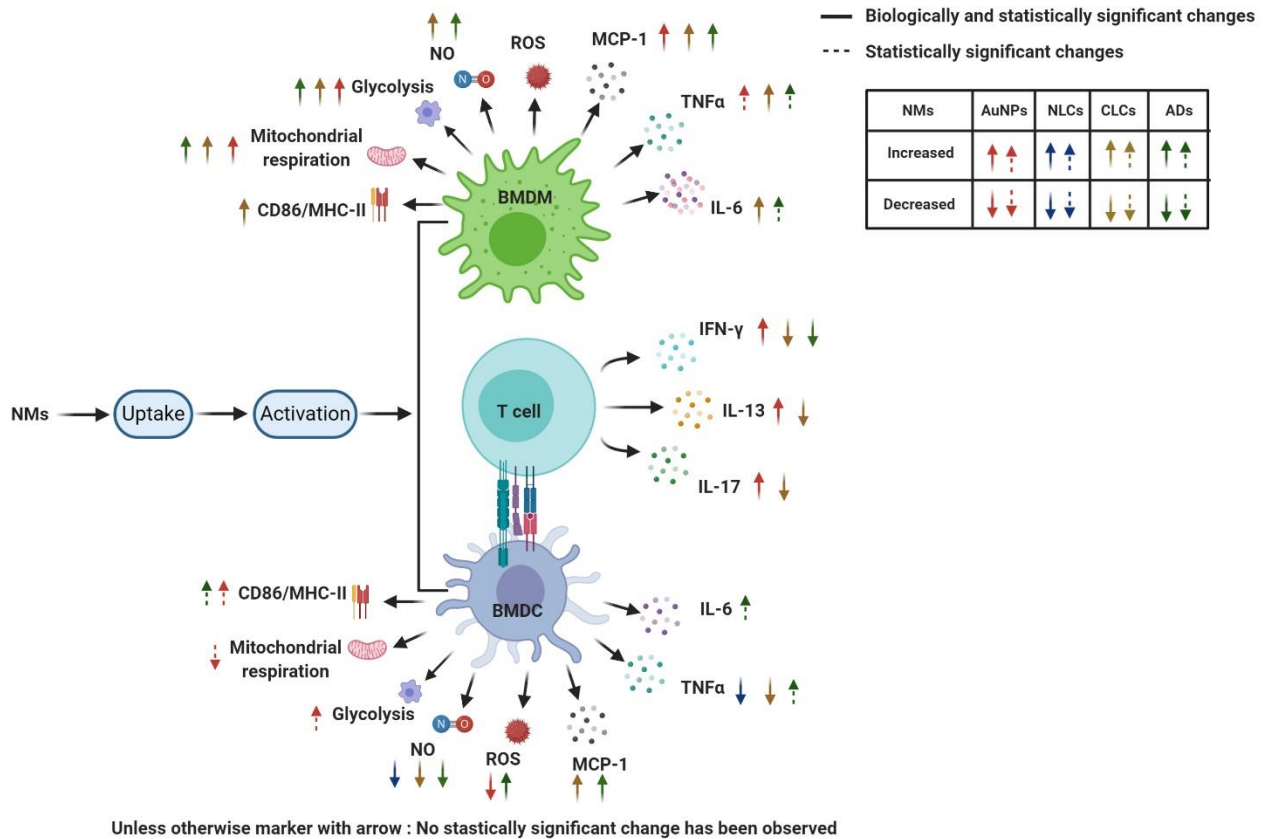 Biologically and statistically significant changes
Statistically significant changes
NMs AuNPs NLCs CLCs ADs
Increased
Decreased
NO
ROS
MCP-1
Glycolysis
TNFα
Mitochondrial
respiration
CD86/MHC-II
BMDM
IL-6
NMs
Uptake
Activation
T cell
IFN-γ
IL-13
IL-17
CD86/MHC-II
BMDC
IL-6
Mitochondrial
respiration
TNFα
Glycolysis
N O
N O
NO
ROS
MCP-1
Unless otherwise marker with arrow : No stastically significant change has been observed